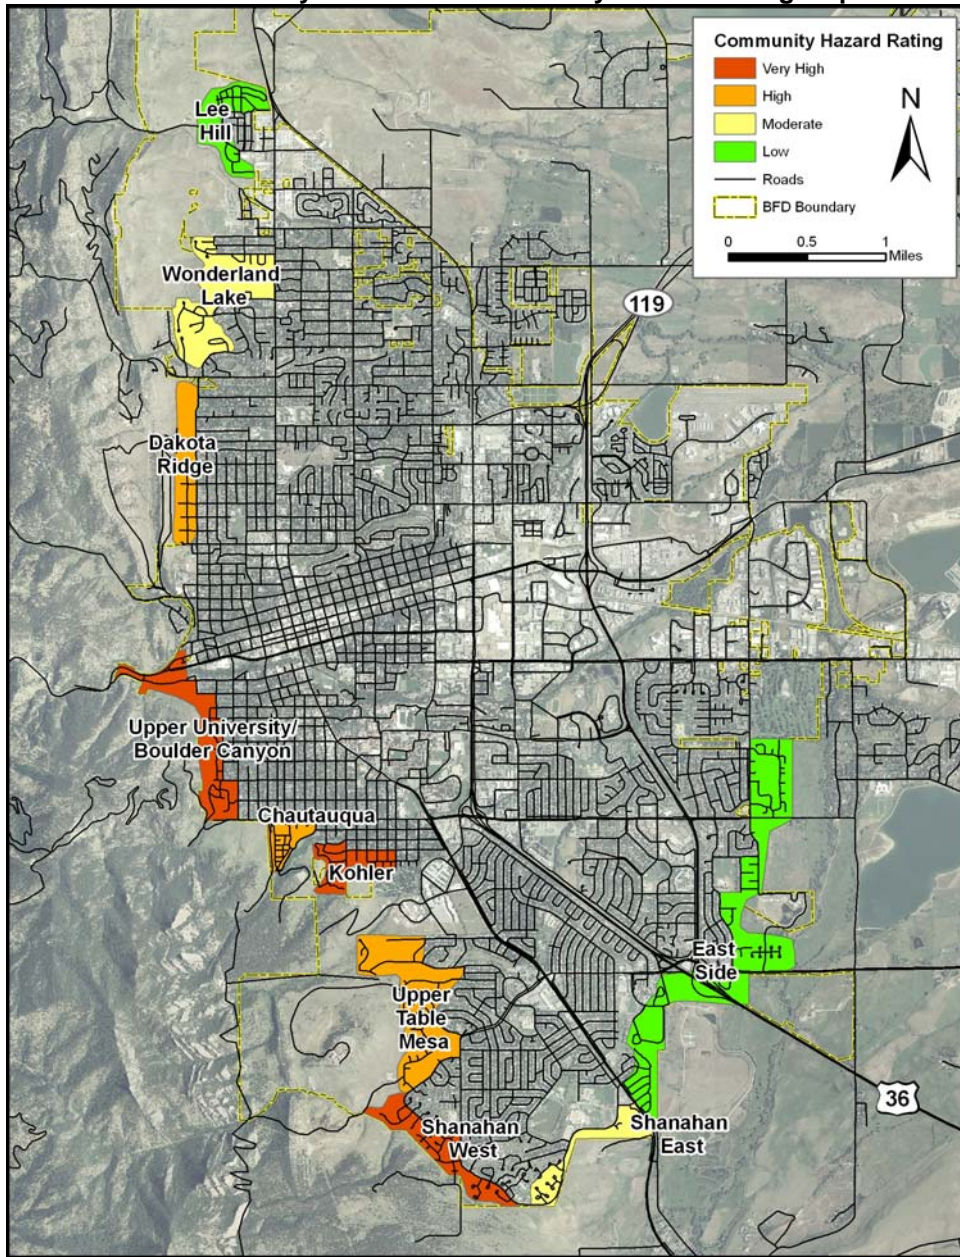 Community Hazard Rating
Very High
High
Moderate
Low
Roads
BFD Boundary
N
0 0.5 1
Miles
Lee
Hill
Wonderland
Lake
119
Dakota
Ridge
Upper University/
Boulder Canyon
Chautauqua
Kohler
East
Side
Upper
Table
Mesa
36
Shanahan
West
Shanahan
East